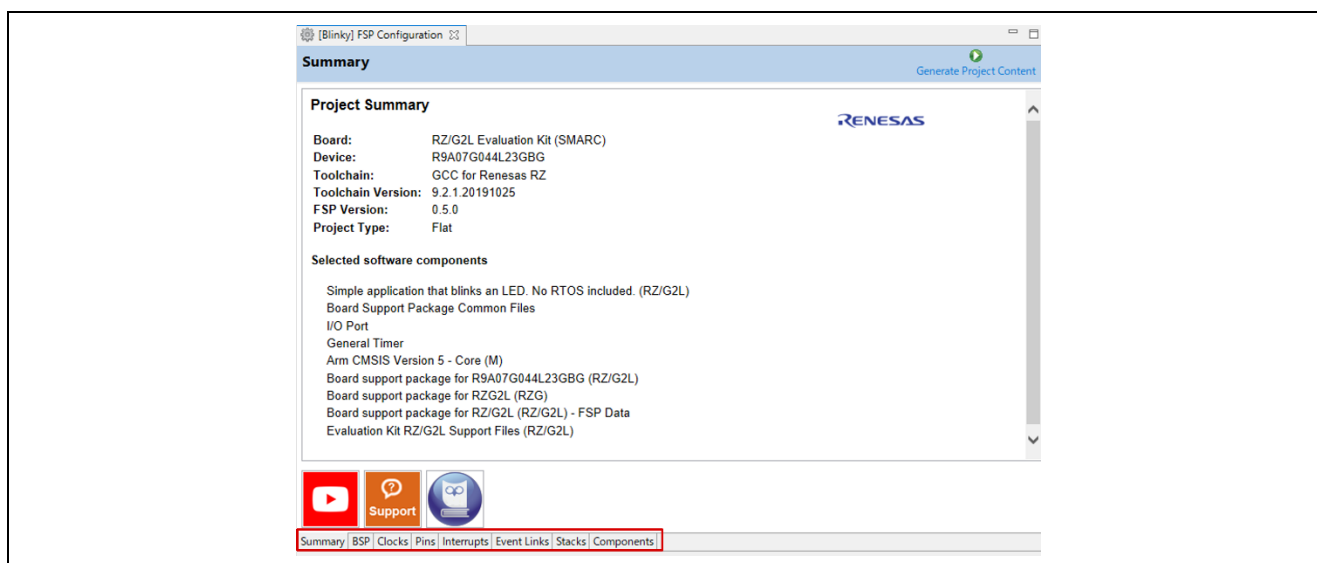 [Blinky] FSP Configuration
Summary
Generate Project Content
Project Summary
RENESAS
Board: RZ/G2L Evaluation Kit (SMARC)
Device: R9A07G044L23GBG
Toolchain: GCC for Renesas RZ
Toolchain Version: 9.2.1.20191025
FSP Version: 0.5.0
Project Type: Flat
Selected software components
Simple application that blinks an LED. No RTOS included. (RZ/G2L)
Board Support Package Common Files
I/O Port
General Timer
Arm CMSIS Version 5 - Core (M)
Board support package for R9A07G044L23GBG (RZ/G2L)
Board support package for RZG2L (RZG)
Board support package for RZ/G2L (RZ/G2L) - FSP Data
Evaluation Kit RZ/G2L Support Files (RZ/G2L)
Support
Summary BSP Clocks Pins Interrupts Event Links Stacks Components